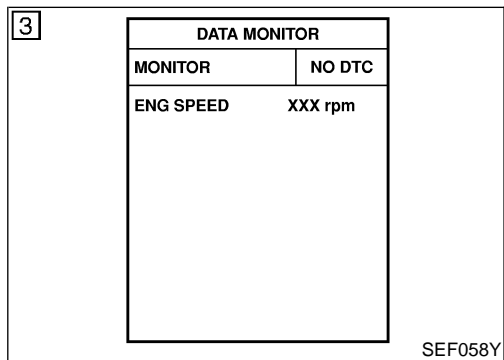 3
DATA MONITOR
MONITOR NO DTC
ENG SPEED XXX rpm
SEF058Y